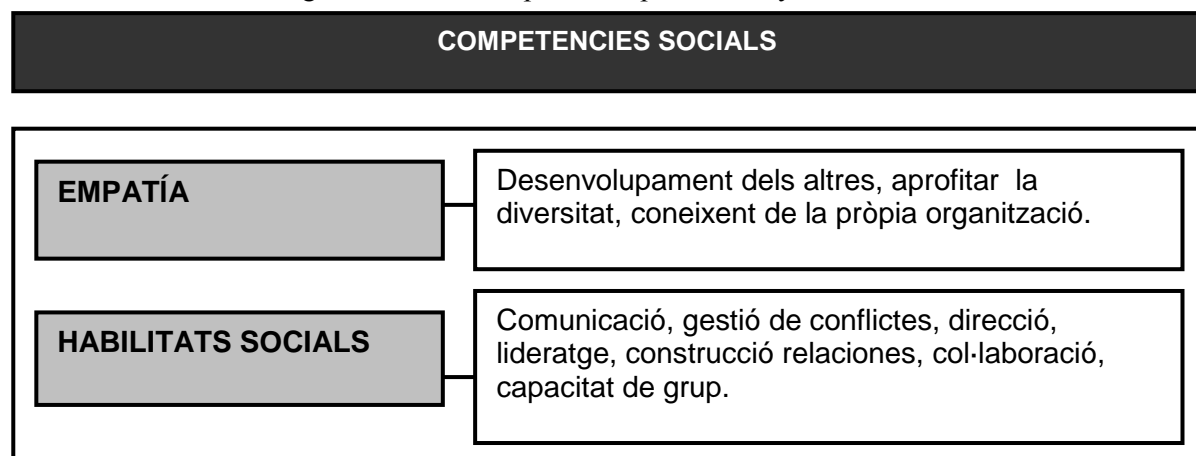 COMPETENCIES SOCIALS
EMPATÍA
Desenvolupament dels altres, aprofitar la
diversitat, coneixent de la pròpia organització.
HABILITATS SOCIALS
Comunicació, gestió de conflictes, direcció,
lideratge, construcció relaciones, col·laboració,
capacitat de grup.